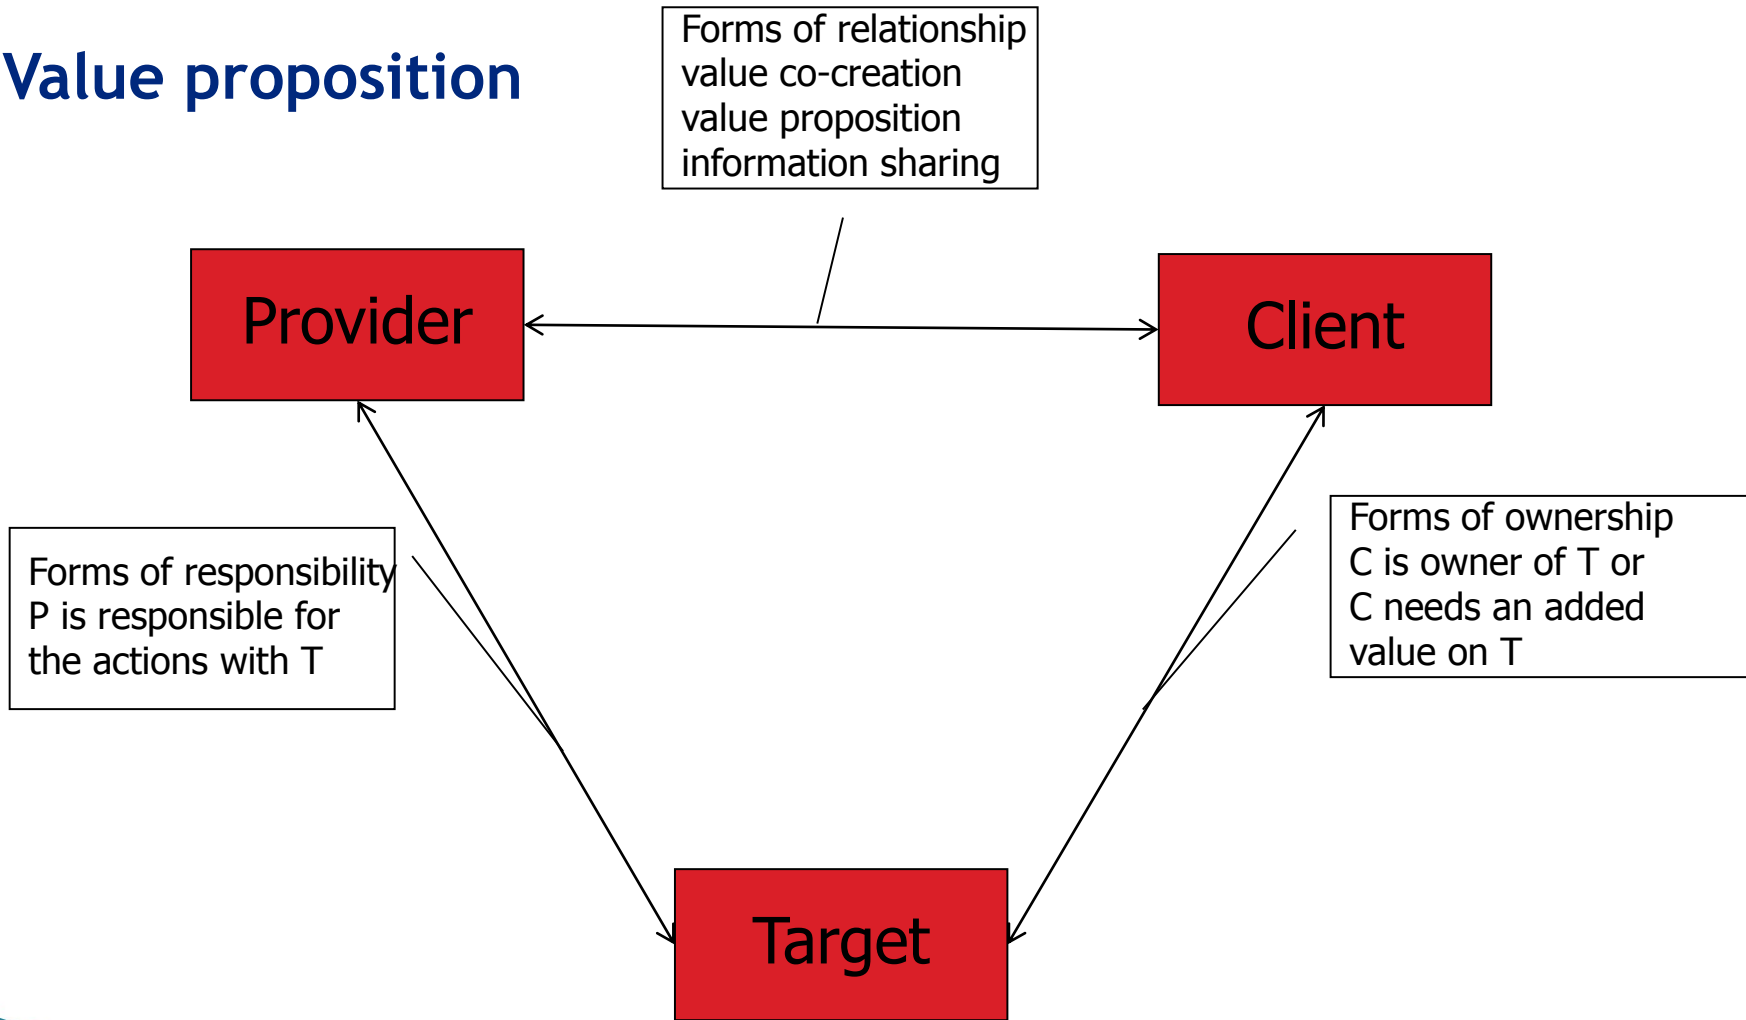 Value proposition
Forms of relationship
value co-creation
value proposition
information sharing
Provider
Client
Forms of responsibility
P is responsible for
the actions with T
Forms of ownership
C is owner of T or
C needs an added
value on T
Target